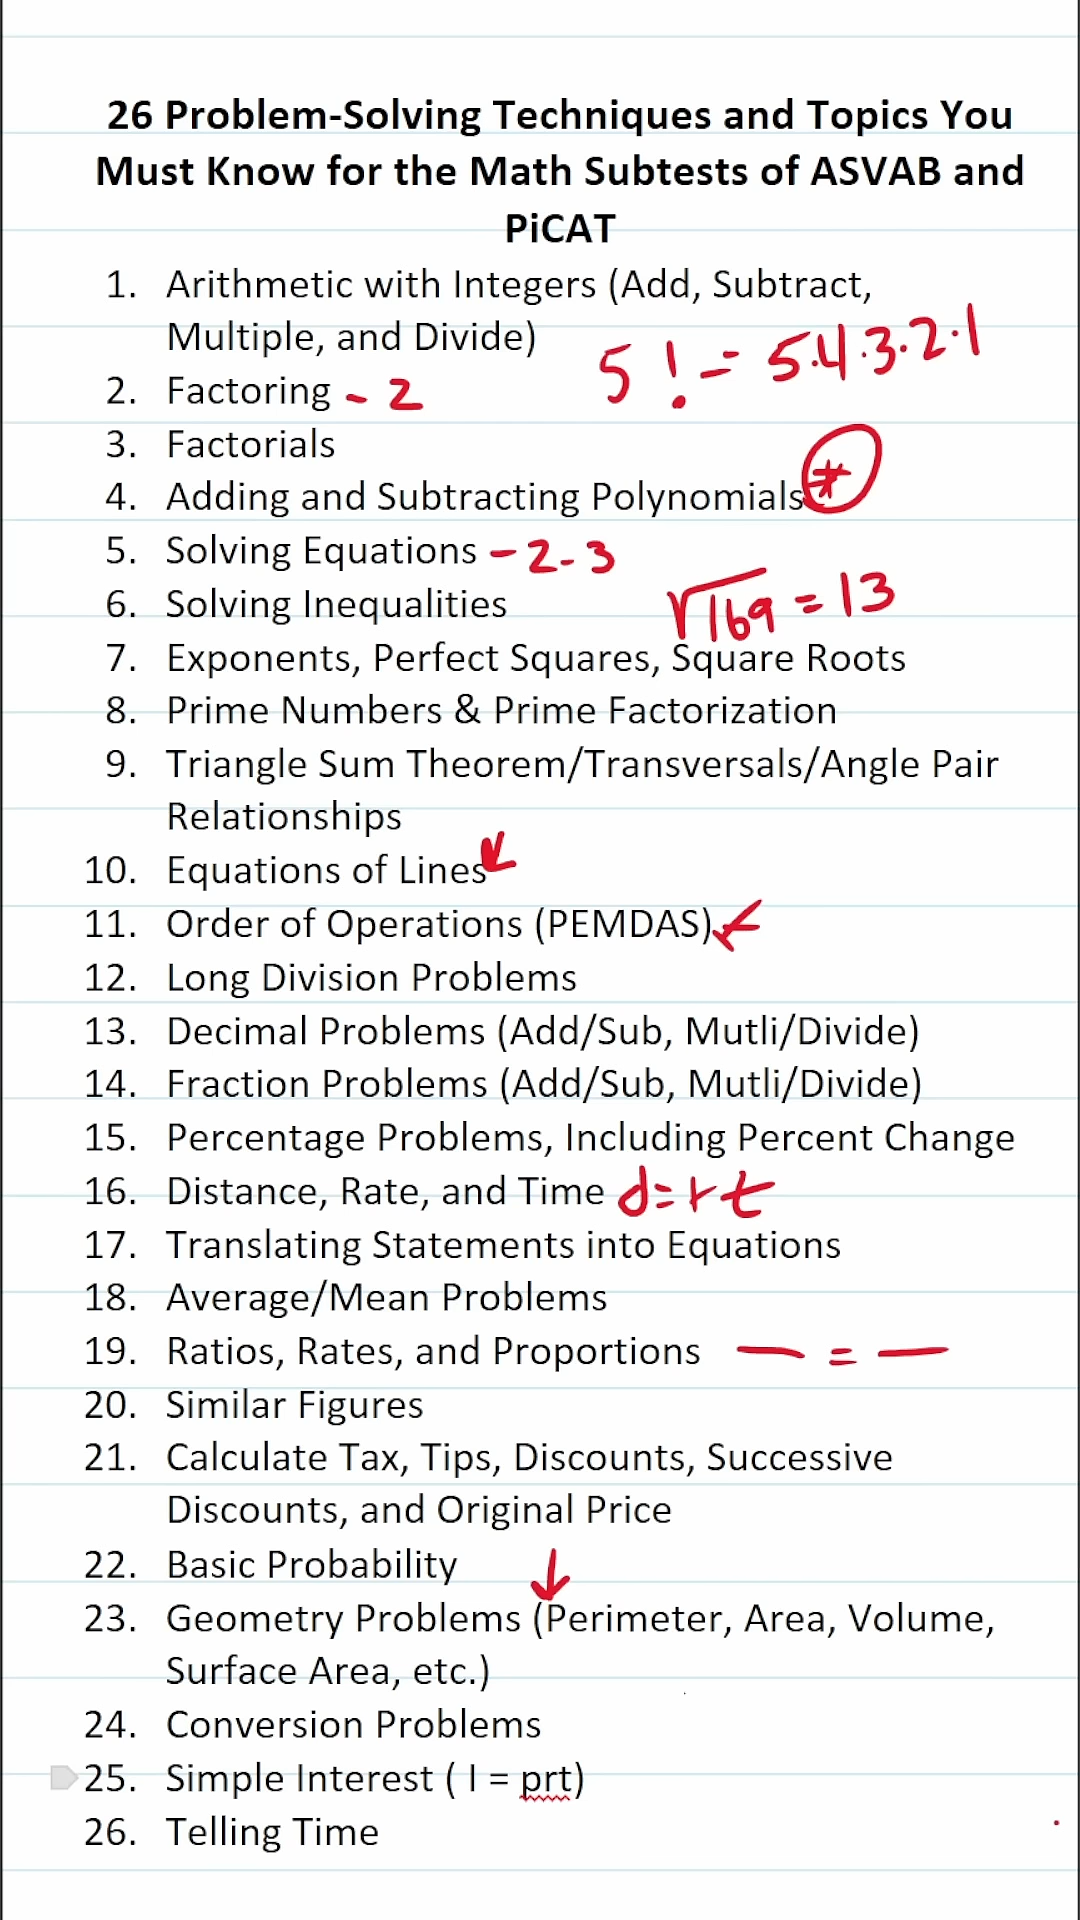 26 Problem-Solving Techniques and Topics You
Must Know for the Math Subtests of ASVAB and
PiCAT
1. Arithmetic with Integers (Add, Subtract,
Multiple, and Divide)
5! = 5.4.3.2.1
2. Factoring - 2
3. Factorials
4. Adding and Subtracting Polynomials *
5. Solving Equations - 2-3
6. Solving Inequalities
√169 = 13
7. Exponents, Perfect Squares, Square Roots
8. Prime Numbers & Prime Factorization
9. Triangle Sum Theorem/Transversals/Angle Pair
Relationships
10. Equations of Lines
11. Order of Operations (PEMDAS)
12. Long Division Problems
13. Decimal Problems (Add/Sub, Mutli/Divide)
14. Fraction Problems (Add/Sub, Mutli/Divide)
15. Percentage Problems, Including Percent Change
16. Distance, Rate, and Time d=rt
17. Translating Statements into Equations
18. Average/Mean Problems
19. Ratios, Rates, and Proportions — = —
20. Similar Figures
21. Calculate Tax, Tips, Discounts, Successive
Discounts, and Original Price
22. Basic Probability
23. Geometry Problems (Perimeter, Area, Volume,
Surface Area, etc.)
24. Conversion Problems
25. Simple Interest ( I = prt)
26. Telling Time